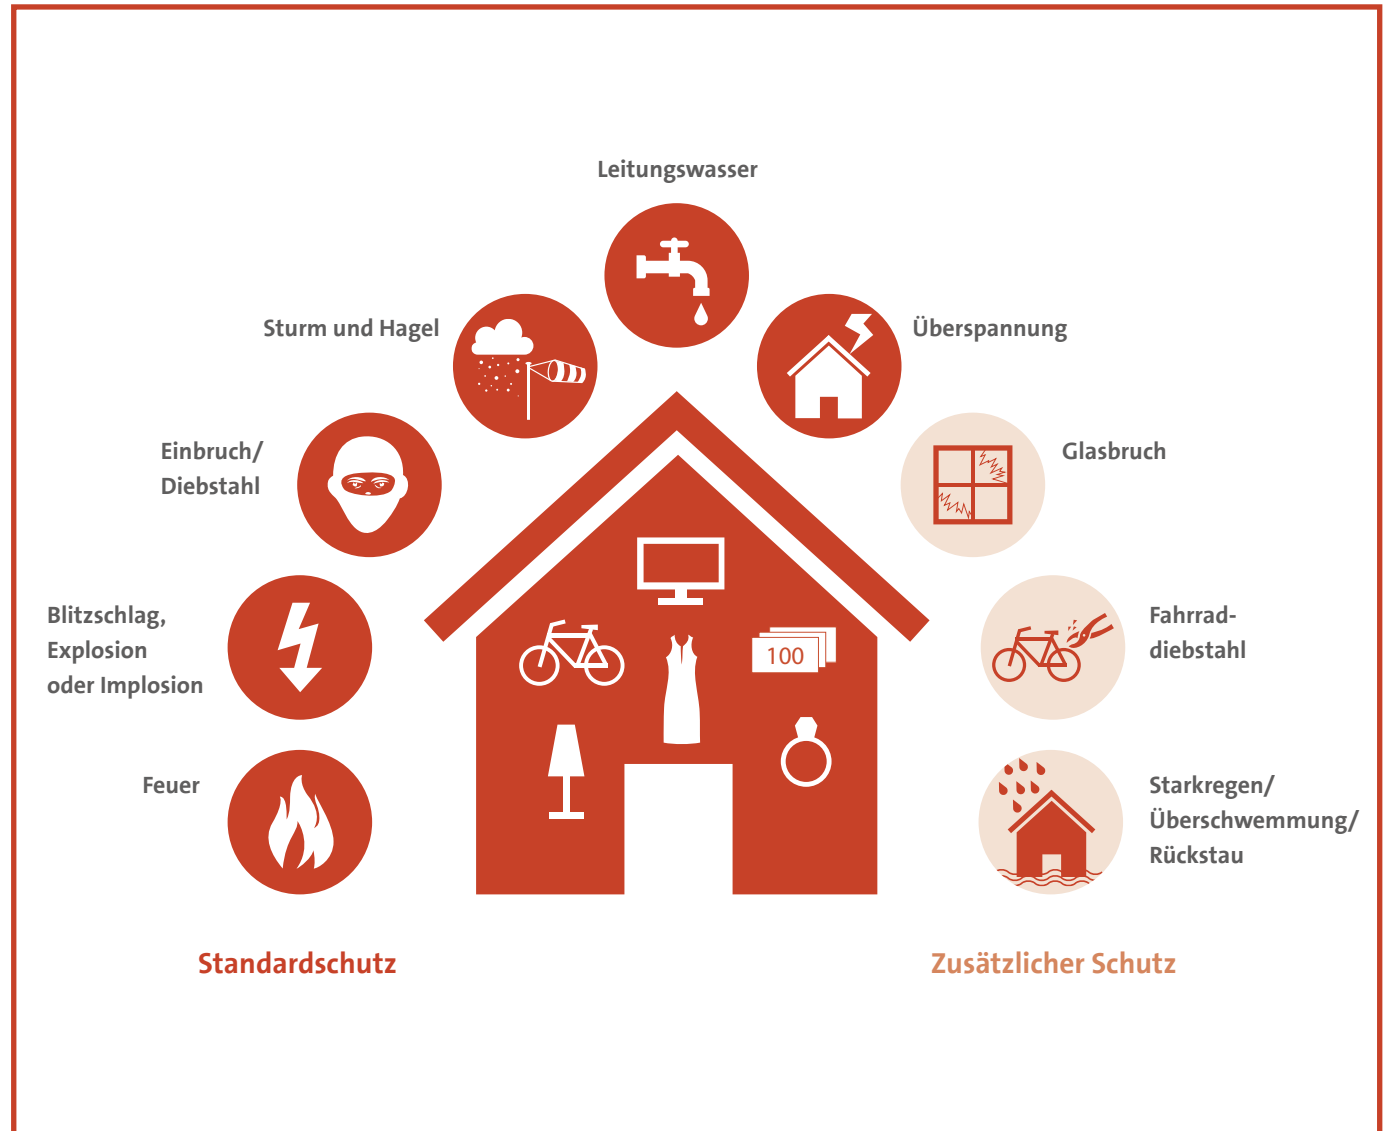 Leitungswasser
Sturm und Hagel
Überspannung
Einbruch/
Diebstahl
Glasbruch
Blitzschlag,
Explosion
oder Implosion
100
Fahrrad-
diebstahl
Feuer
Starkregen/
Überschwemmung/
Rückstau
Standardschutz
Zusätzlicher Schutz